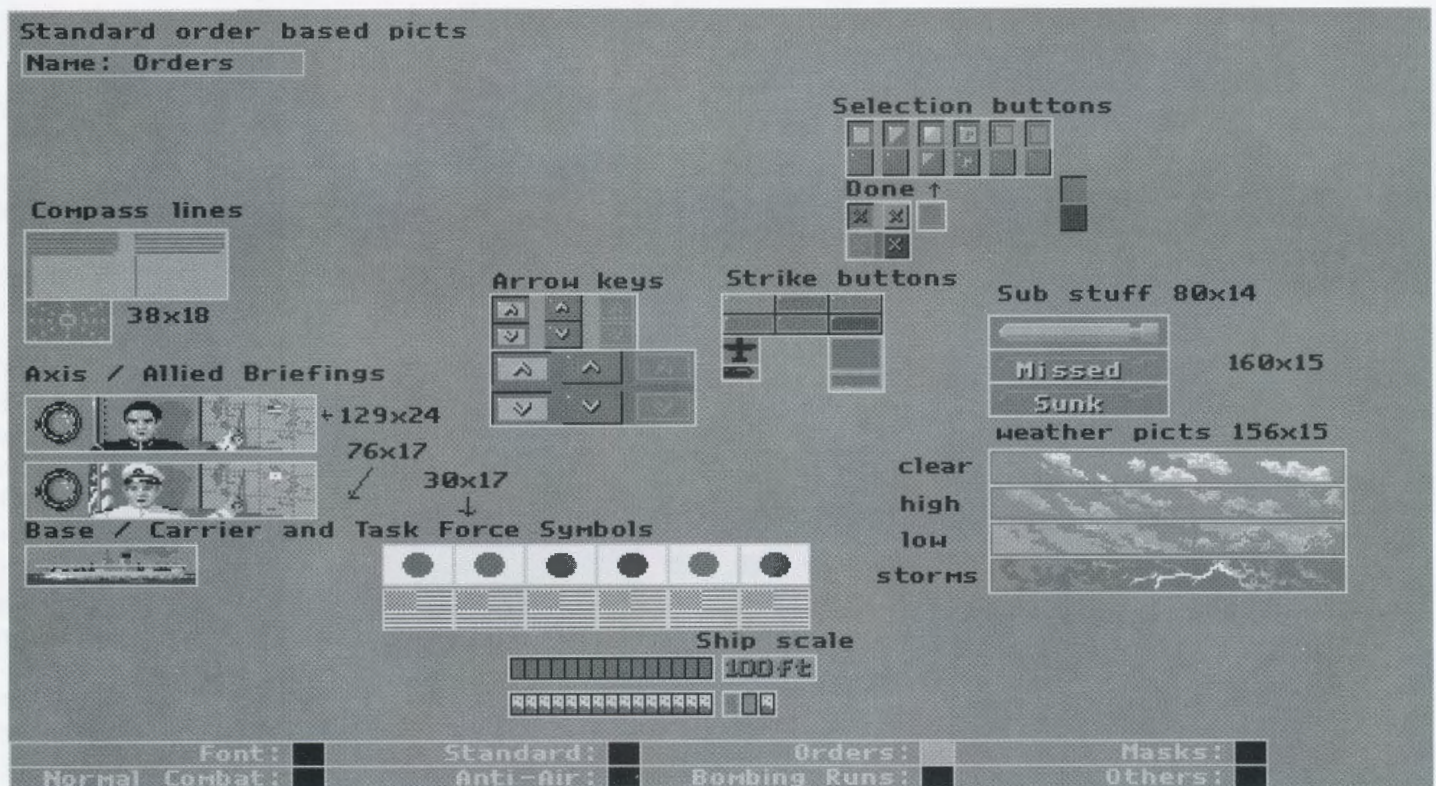 Standard order based picts
Name: Orders
Selection buttons
Done ↑
Compass lines
38x18
Arrow keys
Strike buttons
Sub stuff 80x14
Missed
160x15
Sunk
Axis / Allied Briefings
←129x24
76x17
30x17
weather picts 156x15
clear
high
low
storms
Base / Carrier and Task Force Symbols
Ship scale
100ft
Font: Standard: Orders: Masks:
Normal Combat: Anti-Air: Bombing Runs: Others: